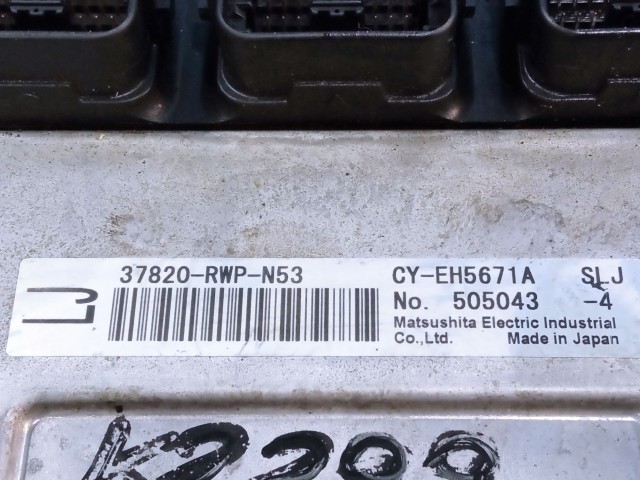 37820-RWP-N53 CY-EH5671A SLJ
No. 505043 -4
Matsushita Electric Industrial
Co.,Ltd. Made in Japan